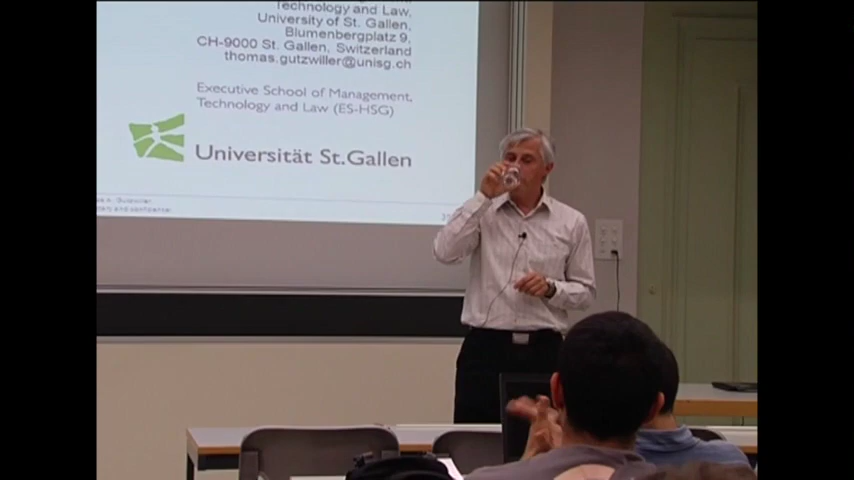 Technology and Law,
University of St. Gallen,
Blumenbergplatz 9,
CH-9000 St. Gallen, Switzerland
thomas.gutzwiller@unisg.ch
Executive School of Management,
Technology and Law (ES-HSG)
Universität St.Gallen